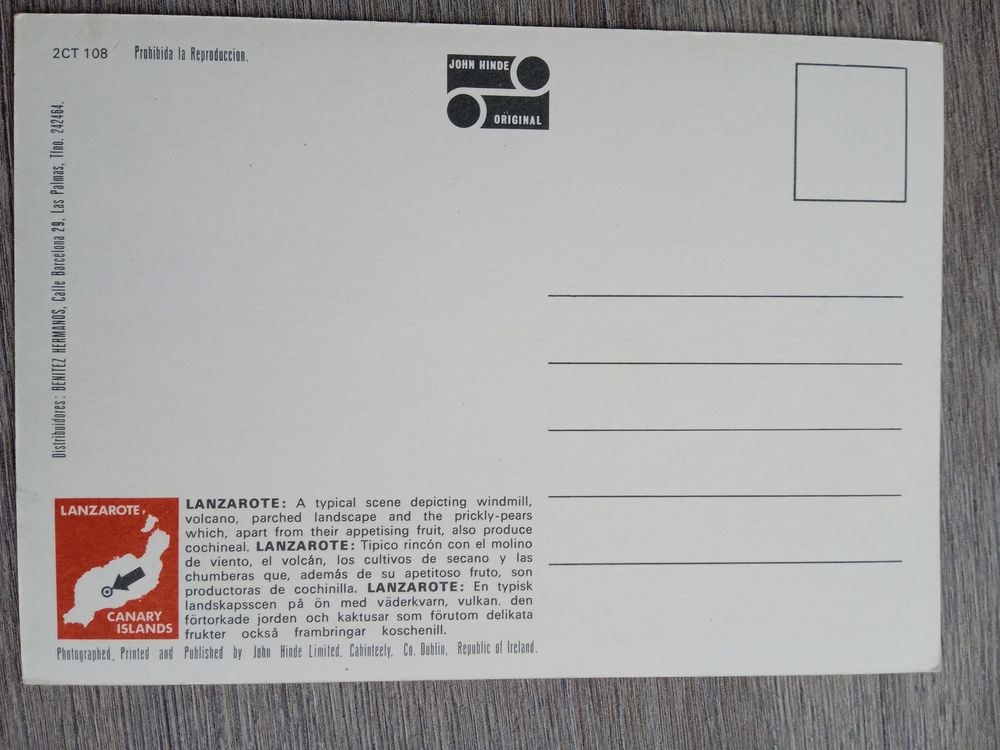 2CT 108 Prohibida la Reproduccion.
JOHN HINDE
ORIGINAL
Distribuidores: BENITEZ HERMANOS, Calle Barcelona 29, Las Palmas, Tfno. 242464.
LANZAROTE,
CANARY
ISLANDS
LANZAROTE: A typical scene depicting windmill,
volcano, parched landscape and the prickly-pears
which, apart from their appetising fruit, also produce
cochineal. LANZAROTE: Tipico rincón con el molino
de viento, el volcán, los cultivos de secano y las
chumberas que, además de su apetitoso fruto, son
productoras de cochinilla. LANZAROTE: En typisk
landskapsscen på ön med väderkvarn, vulkan. den
förtorkade jorden och kaktusar som förutom delikata
frukter också frambringar koschenill.
Photographed, Printed and Published by John Hinde Limited, Cabinteely, Co. Dublin, Republic of Ireland.